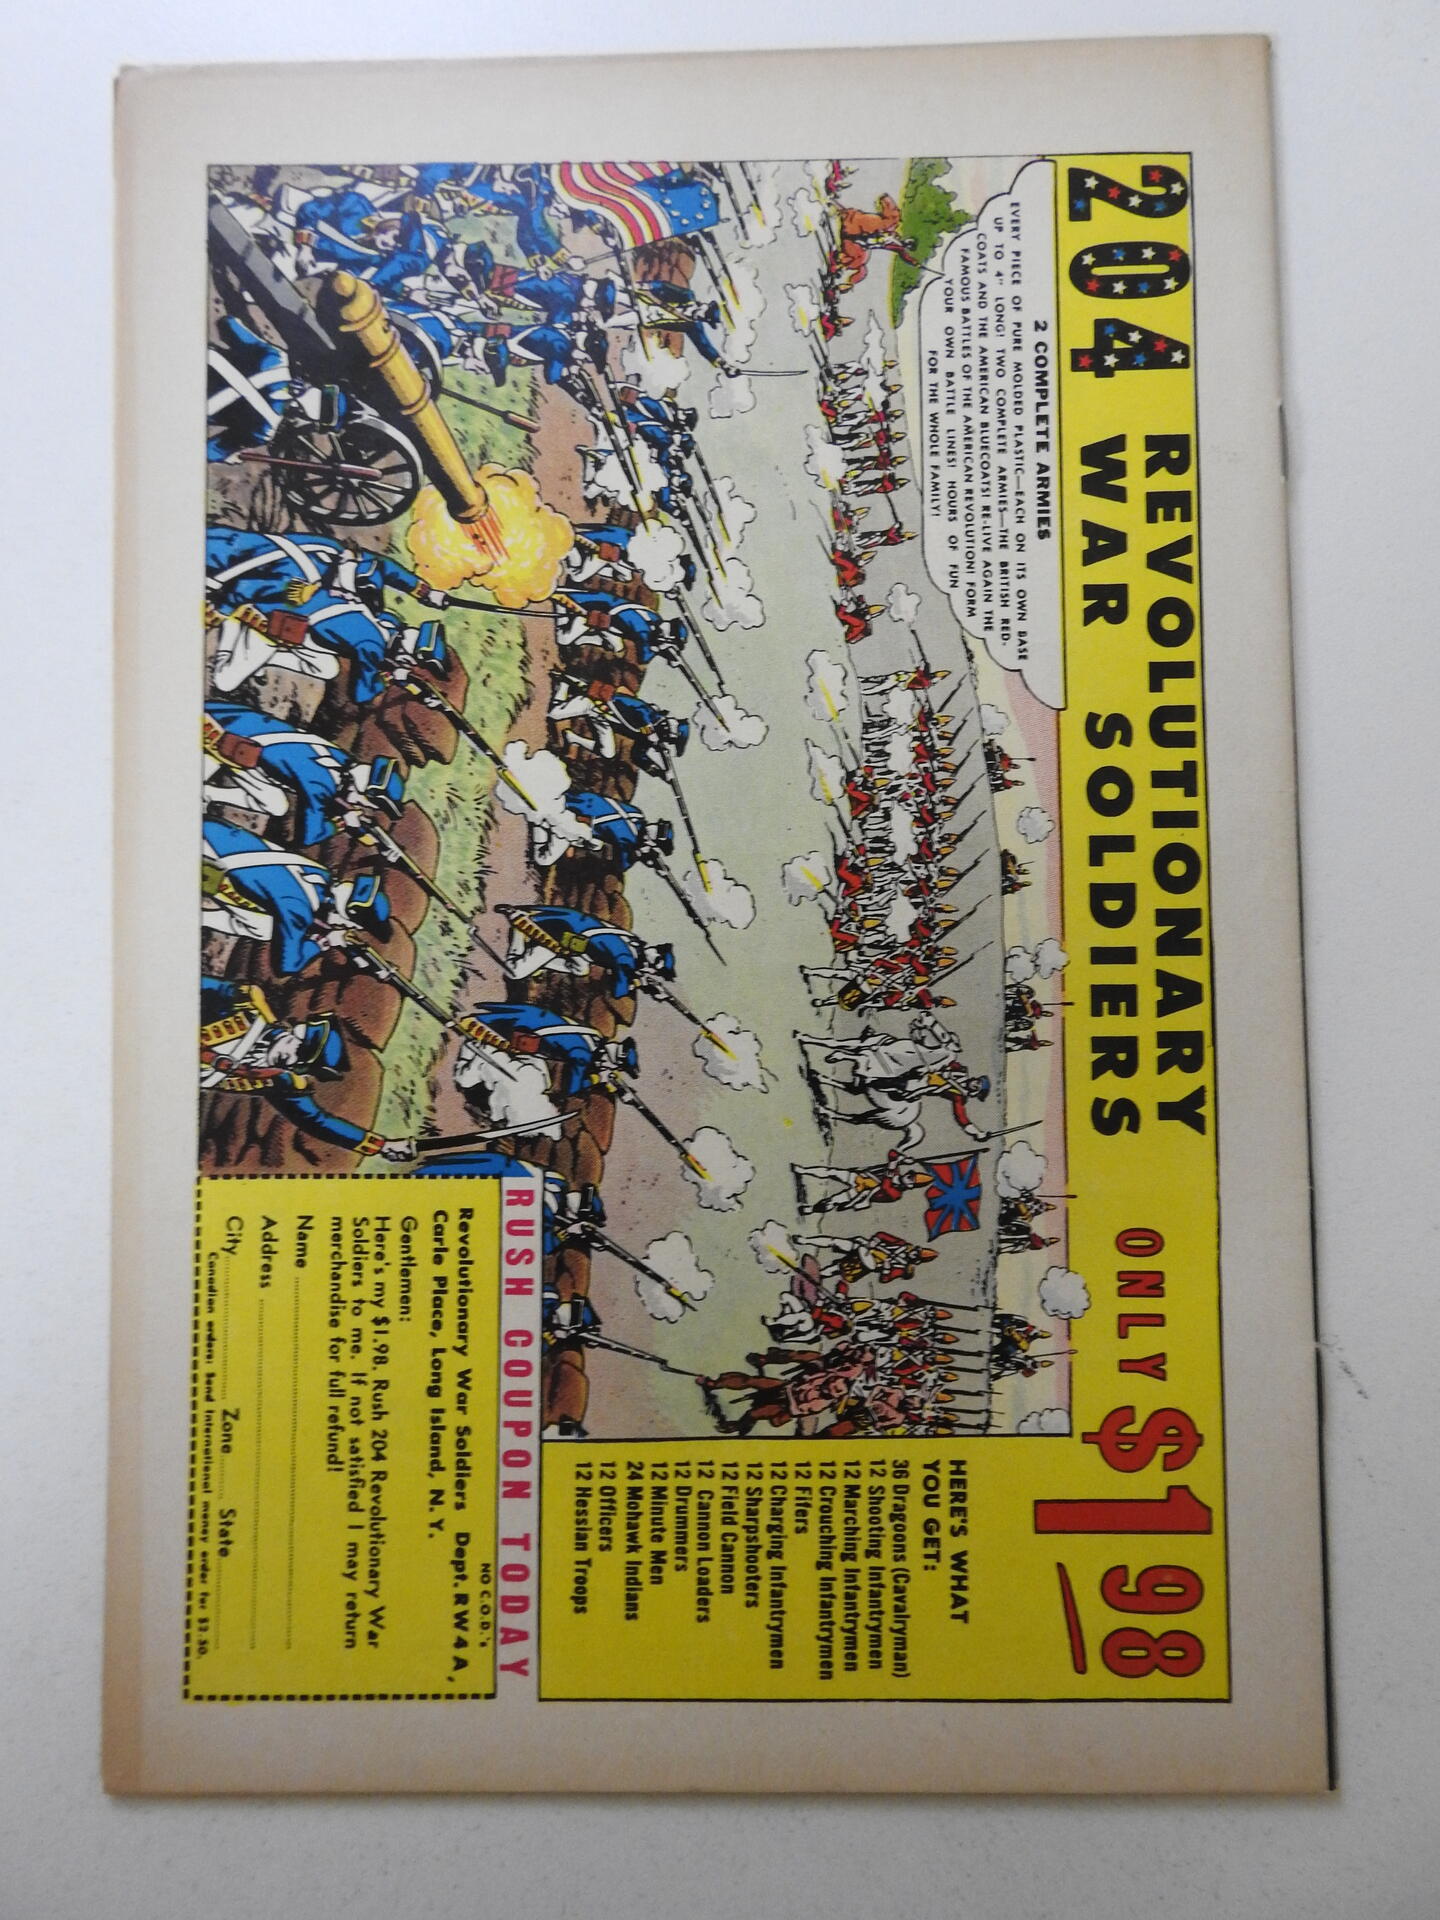 204 REVOLUTIONARY
WAR SOLDIERS
ONLY $198
2 COMPLETE ARMIES
EVERY PIECE OF PURE MOLDED PLASTIC—EACH ON ITS OWN BASE
UP TO 4" LONG! TWO COMPLETE ARMIES—THE BRITISH RED-
COATS AND THE AMERICAN BLUECOATS! RE-LIVE AGAIN THE
FAMOUS BATTLES OF THE AMERICAN REVOLUTION! FORM
YOUR OWN BATTLE LINES! HOURS OF FUN
FOR THE WHOLE FAMILY!
HERE'S WHAT
YOU GET:
36 Dragoons (Cavalryman)
12 Shooting Infantrymen
12 Marching Infantrymen
12 Crouching Infantrymen
12 Fifers
12 Charging Infantrymen
12 Sharpshooters
12 Field Cannon
12 Cannon Loaders
12 Drummers
12 Minute Men
24 Mohawk Indians
12 Officers
12 Hessian Troops
RUSH COUPON TODAY
NO C.O.D.'s
Revolutionary War Soldiers Dept. RW4A,
Carle Place, Long Island, N. Y.
Gentlemen:
Here's my $1.98. Rush 204 Revolutionary War
Soldiers to me. If not satisfied I may return
merchandise for full refund!
Name
Address
City Zone State
Canadian orders: Send International money order for $2.50.